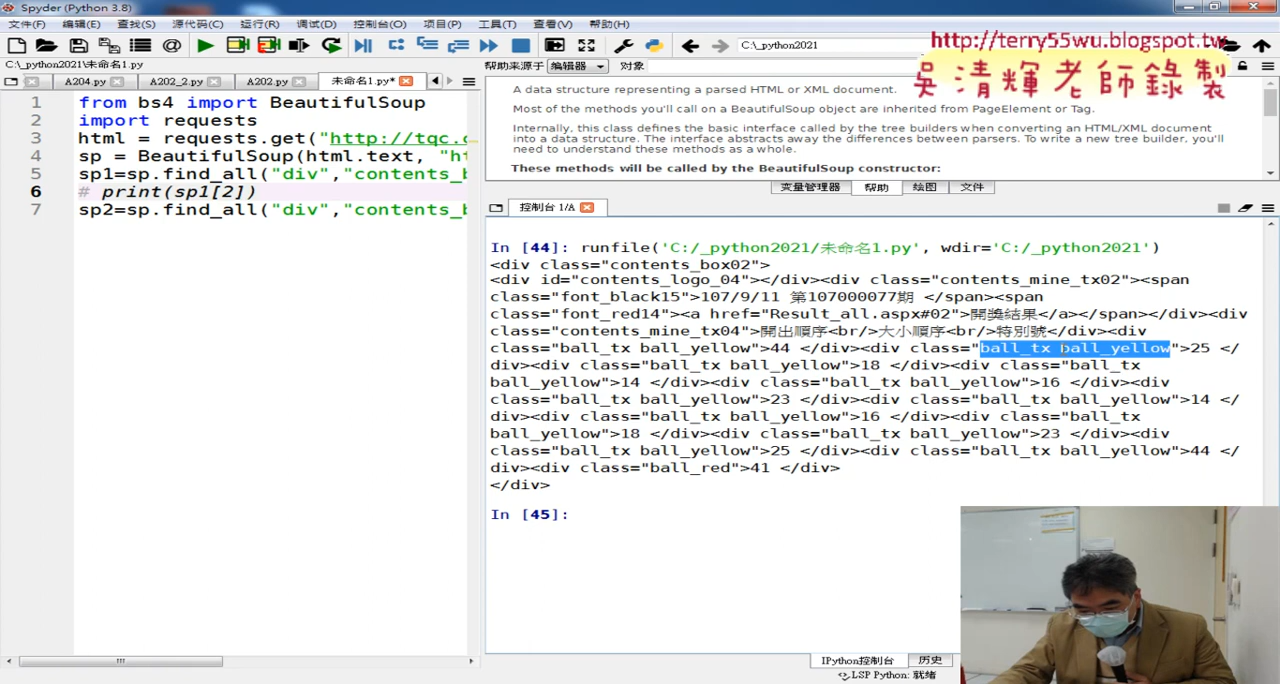 Spyder (Python 3.8)
文件(F) 编辑(E) 查找(S) 源代码(C) 运行(R) 调试(D) 控制台(O) 项目(P) 工具(T) 查看(V) 帮助(H)
C:\_python2021
http://terry55wu.blogspot.tw
吳清輝老師錄製
C:\_python2021\未命名1.py
帮助来源于 编辑器 对象
A204.py A202_2.py A202.py 未命名1.py*
1 from bs4 import BeautifulSoup
2 import requests
3 html = requests.get("http://tqc.
4 sp = BeautifulSoup(html.text, "ht
5 sp1=sp.find_all("div","contents_b
6 # print(sp1[2])
7 sp2=sp.find_all("div","contents_b
A data structure representing a parsed HTML or XML document.
Most of the methods you'll call on a BeautifulSoup object are inherited from PageElement or Tag.
Internally, this class defines the basic interface called by the tree builders when converting an HTML/XML document
into a data structure. The interface abstracts away the differences between parsers. To write a new tree builder, you'll
need to understand these methods as a whole.
These methods will be called by the BeautifulSoup constructor:
变量管理器 帮助 绘图 文件
控制台 1/A
In [44]: runfile('C:/_python2021/未命名1.py', wdir='C:/_python2021')
<div class="contents_box02">
<div id="contents_logo_04"></div><div class="contents_mine_tx02"><span
class="font_black15">107/9/11 第107000077期 </span><span
class="font_red14"><a href="Result_all.aspx#02">開獎結果</a></span></div><div
class="contents_mine_tx04">開出順序<br/>大小順序<br/>特別號</div><div
class="ball_tx ball_yellow">44 </div><div class="ball_tx ball_yellow">25 </
div><div class="ball_tx ball_yellow">18 </div><div class="ball_tx
ball_yellow">14 </div><div class="ball_tx ball_yellow">16 </div><div
class="ball_tx ball_yellow">23 </div><div class="ball_tx ball_yellow">14 </
div><div class="ball_tx ball_yellow">16 </div><div class="ball_tx
ball_yellow">18 </div><div class="ball_tx ball_yellow">23 </div><div
class="ball_tx ball_yellow">25 </div><div class="ball_tx ball_yellow">44 </
div><div class="ball_red">41 </div>
</div>
In [45]:
IPython控制台 历史
LSP Python: 就绪